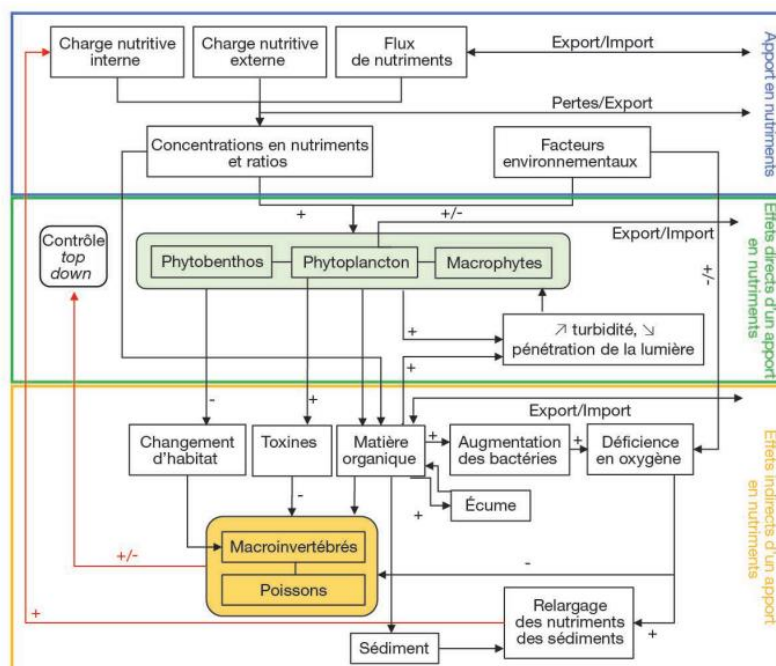 Charge nutritive
interne
Charge nutritive
externe
Flux
de nutriments
Export/Import
Pertes/Export
Concentrations en nutriments
et ratios
Facteurs
environnementaux
Apport en nutriments
+
+/-
Export/Import
-/+
Contrôle
top
down
Phytobenthos
Phytoplancton
Macrophytes
+
↗ turbidité, ↘
pénétration de la lumière
+
Effets directs d'un apport
en nutriments
-
+
Export/Import
Changement
d'habitat
Toxines
Matière
organique
+
Augmentation
des bactéries
+
Déficience
en oxygène
-
+
Écume
+/-
Macroinvertébrés
Poissons
-
+
Relargage
des nutriments
des sédiments
+
Sédiment
Effets indirects d'un apport
en nutriments